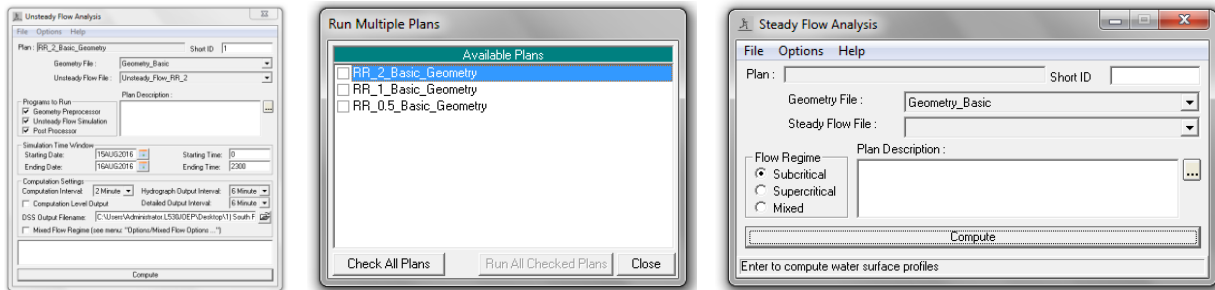 Unsteady Flow Analysis
File Options Help
Plan : RR_2_Basic_Geometry Short ID 1
Geometry File : Geometry_Basic
Unsteady Flow File : Unsteady_Flow_RR_2
Plan Description :
Programs to Run
Geometry Preprocessor
Unsteady Flow Simulation
Post Processor
...
Simulation Time Window
Starting Date: 15AUG2016 Starting Time: 0
Ending Date: 16AUG2016 Ending Time: 2300
Computation Settings
Computation Interval: 2 Minute Hydrograph Output Interval: 6 Minute
Computation Level Output Detailed Output Interval: 6 Minute
DSS Output Filename: C:\Users\Administrator.L530JOEP\Desktop\1) South F
Mixed Flow Regime (see menu: "Options/Mixed Flow Options ...")
Compute
Run Multiple Plans
Available Plans
RR_2_Basic_Geometry
RR_1_Basic_Geometry
RR_0.5_Basic_Geometry
Check All Plans Run All Checked Plans Close
Steady Flow Analysis
File Options Help
Plan : Short ID
Geometry File : Geometry_Basic
Steady Flow File :
Flow Regime Plan Description :
Subcritical
Supercritical
Mixed
...
Compute
Enter to compute water surface profiles